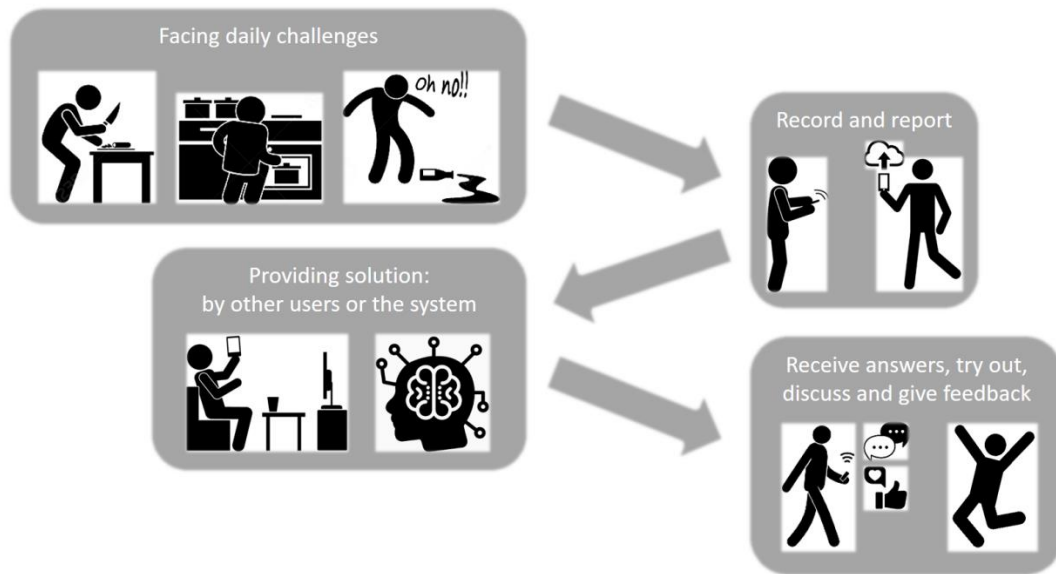 Facing daily challenges
oh no!!
Record and report
Providing solution:
by other users or the system
Receive answers, try out,
discuss and give feedback